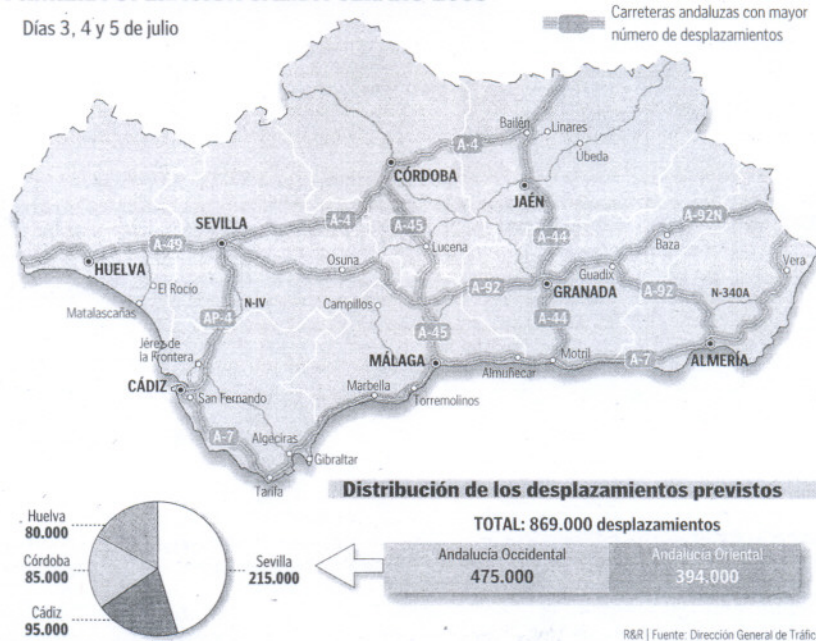 Días 3, 4 y 5 de julio
Carreteras andaluzas con mayor
número de desplazamientos
Bailén
Linares
A-4
Úbeda
CÓRDOBA
JAÉN
SEVILLA
A-4
A-45
A-92N
A-49
Lucena
A-44
Baza
HUELVA
Osuna
Guadix
Vera
El Rocío
A-92
GRANADA
A-92
N-340A
Matalascañas
N-IV
Campillos
AP-4
A-45
A-44
Jérez de
la Frontera
MÁLAGA
Almuñecar
Motril
A-7
ALMERÍA
CÁDIZ
San Fernando
Marbella
Torremolinos
A-7
Algeciras
Gibraltar
Tarifa
Distribución de los desplazamientos previstos
TOTAL: 869.000 desplazamientos
Huelva
80.000
Córdoba
85.000
Cádiz
95.000
Sevilla
215.000
Andalucía Occidental
475.000
Andalucía Oriental
394.000
R&R | Fuente: Dirección General de Tráfic